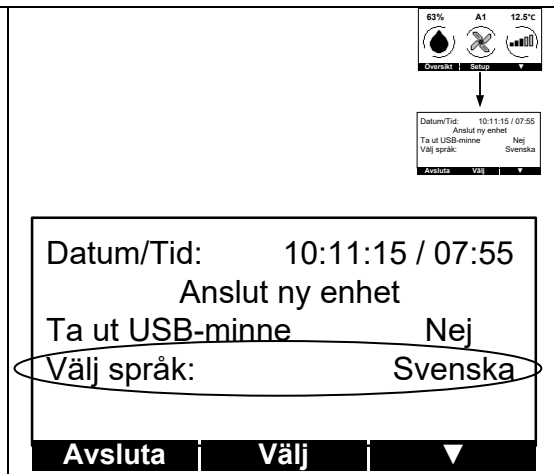 63% A1 12.5°C
Översikt Setup ▼
Datum/Tid: 10:11:15 / 07:55
Anslut ny enhet
Ta ut USB-minne Nej
Välj språk: Svenska
Avsluta Välj ▼
Datum/Tid: 10:11:15 / 07:55
Anslut ny enhet
Ta ut USB-minne Nej
Välj språk: Svenska
Avsluta Välj ▼